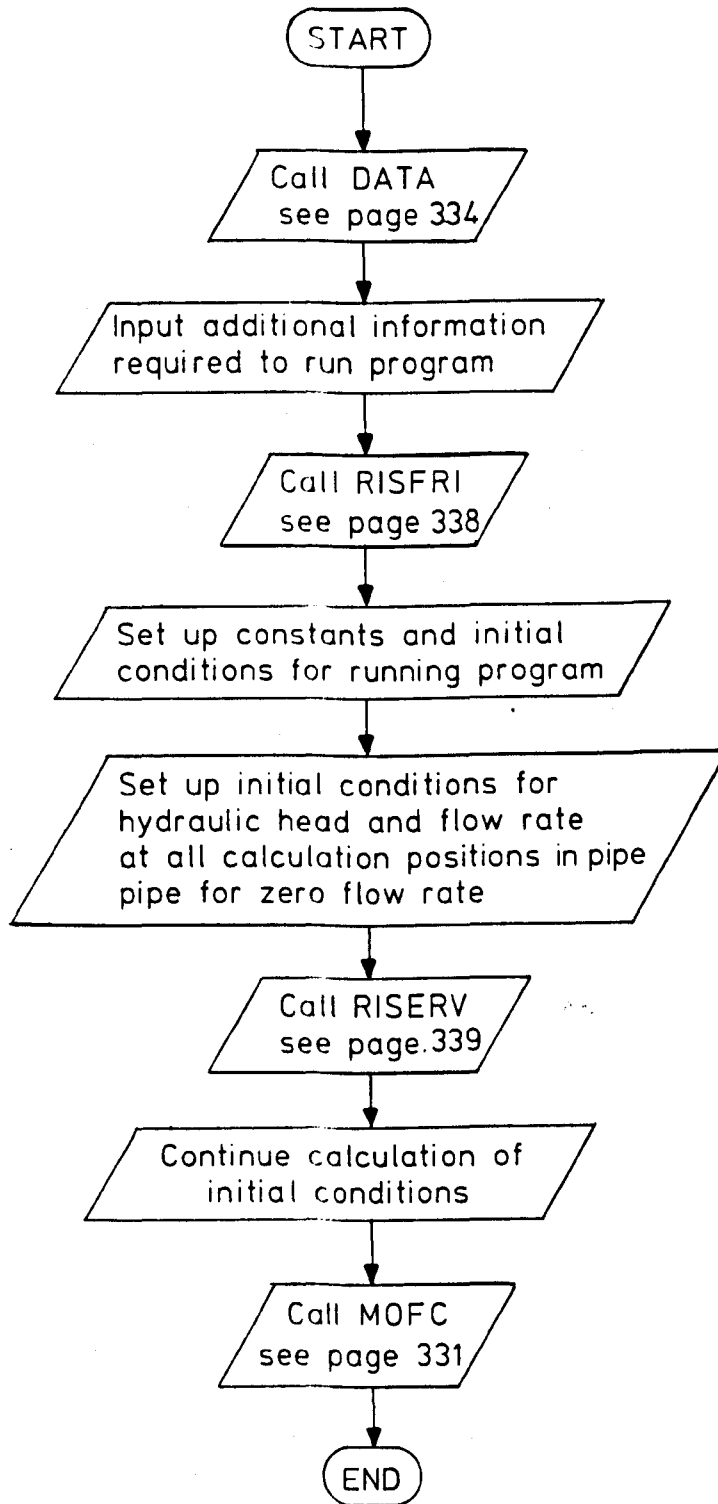 START
Call DATA
see page 334
Input additional information
required to run program
Call RISFRI
see page 338
Set up constants and initial
conditions for running program
Set up initial conditions for
hydraulic head and flow rate
at all calculation positions in pipe
pipe for zero flow rate
Call RISERV
see page.339
Continue calculation of
initial conditions
Call MOFC
see page 331
END